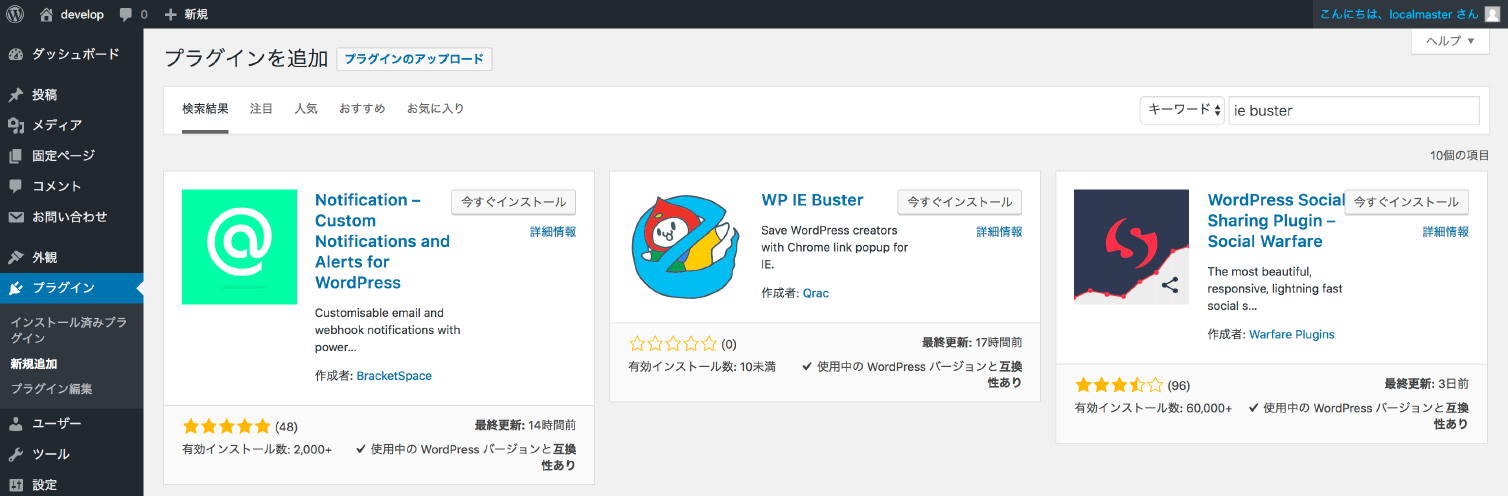 develop
0
新規
こんにちは、localmaster さん
ダッシュボード
投稿
メディア
固定ページ
コメント
お問い合わせ
外観
プラグイン
インストール済みプラ
グイン
新規追加
プラグイン編集
ユーザー
ツール
設定
プラグインを追加
プラグインのアップロード
ヘルプ ▼
検索結果
注目
人気
おすすめ
お気に入り
キーワード
ie buster
10個の項目
Notification –
Custom
Notifications and
Alerts for
WordPress
今すぐインストール
詳細情報
Customisable email and
webhook notifications with
power...
作成者: BracketSpace
(48)
最終更新: 14時間前
有効インストール数: 2,000+
✔ 使用中の WordPress バージョンと互換
性あり
WP IE Buster
今すぐインストール
詳細情報
Save WordPress creators
with Chrome link popup for
IE.
作成者: Qrac
(0)
最終更新: 17時間前
有効インストール数: 10未満
✔ 使用中の WordPress バージョンと互換
性あり
WordPress Social
Sharing Plugin –
Social Warfare
今すぐインストール
詳細情報
The most beautiful,
responsive, lightning fast
social s...
作成者: Warfare Plugins
(96)
最終更新: 3日前
有効インストール数: 60,000+
✔ 使用中の WordPress バージョンと互換
性あり